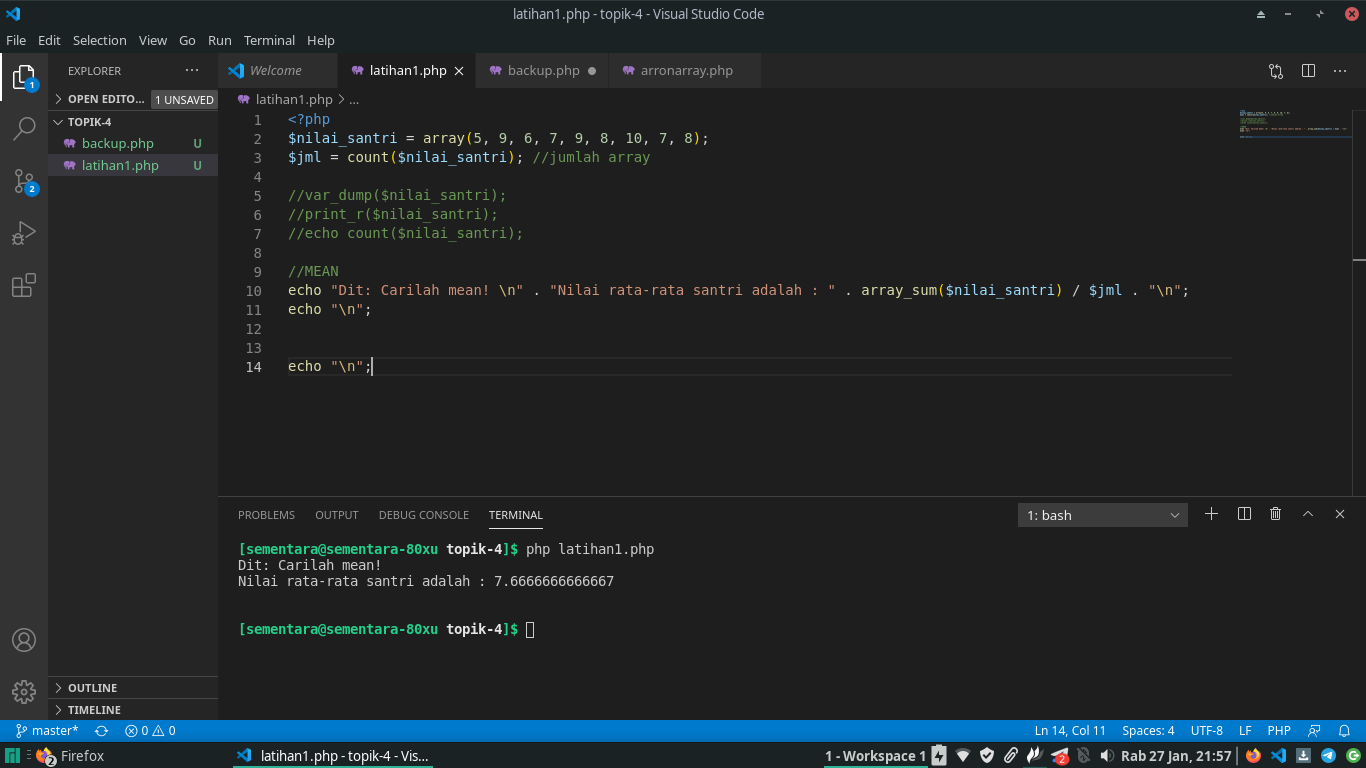 latihan1.php - topik-4 - Visual Studio Code
File Edit Selection View Go Run Terminal Help
EXPLORER
OPEN EDITO... 1 UNSAVED
TOPIK-4
backup.php U
latihan1.php U
OUTLINE
TIMELINE
1
2
Welcome latihan1.php backup.php arronarray.php
latihan1.php > ...
1 <?php
2 $nilai_santri = array(5, 9, 6, 7, 9, 8, 10, 7, 8);
3 $jml = count($nilai_santri); //jumlah array
4
5 //var_dump($nilai_santri);
6 //print_r($nilai_santri);
7 //echo count($nilai_santri);
8
9 //MEAN
10 echo "Dit: Carilah mean! \n" . "Nilai rata-rata santri adalah : " . array_sum($nilai_santri) / $jml . "\n";
11 echo "\n";
12
13
14 echo "\n";
PROBLEMS OUTPUT DEBUG CONSOLE TERMINAL 1: bash
[sementara@sementara-80xu topik-4]$ php latihan1.php
Dit: Carilah mean!
Nilai rata-rata santri adalah : 7.6666666666667
[sementara@sementara-80xu topik-4]$
master* 0 0 Ln 14, Col 11 Spaces: 4 UTF-8 LF PHP
2 Firefox latihan1.php - topik-4 - Vis... 1 - Workspace 1 2 Rab 27 Jan, 21:57